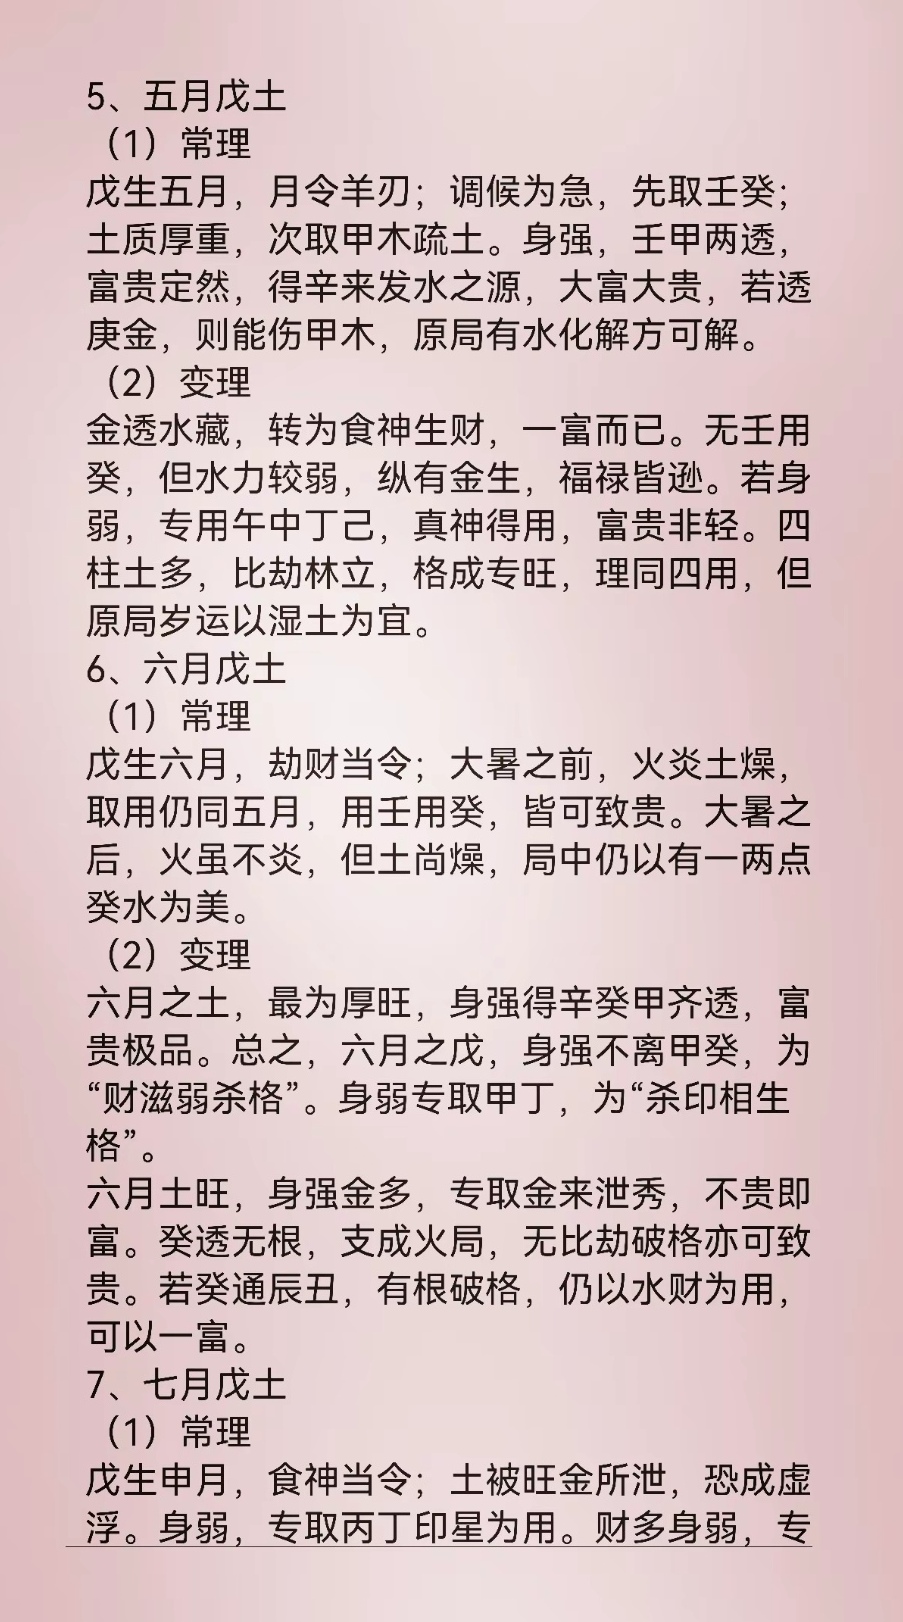 5、五月戊土
（1）常理
戊生五月，月令羊刃；调候为急，先取壬癸；
土质厚重，次取甲木疏土。身强，壬甲两透，
富贵定然，得辛来发水之源，大富大贵，若透
庚金，则能伤甲木，原局有水化解方可解。
（2）变理
金透水藏，转为食神生财，一富而已。无壬用
癸，但水力较弱，纵有金生，福禄皆逊。若身
弱，专用午中丁己，真神得用，富贵非轻。四
柱土多，比劫林立，格成专旺，理同四用，但
原局岁运以湿土为宜。
6、六月戊土
（1）常理
戊生六月，劫财当令；大暑之前，火炎土燥，
取用仍同五月，用壬用癸，皆可致贵。大暑之
后，火虽不炎，但土尚燥，局中仍以有一两点
癸水为美。
（2）变理
六月之土，最为厚旺，身强得辛癸甲齐透，富
贵极品。总之，六月之戊，身强不离甲癸，为
“财滋弱杀格”。身弱专取甲丁，为“杀印相生
格”。
六月土旺，身强金多，专取金来泄秀，不贵即
富。癸透无根，支成火局，无比劫破格亦可致
贵。若癸通辰丑，有根破格，仍以水财为用，
可以一富。
7、七月戊土
（1）常理
戊生申月，食神当令；土被旺金所泄，恐成虚
浮。身弱，专取丙丁印星为用。财多身弱，专